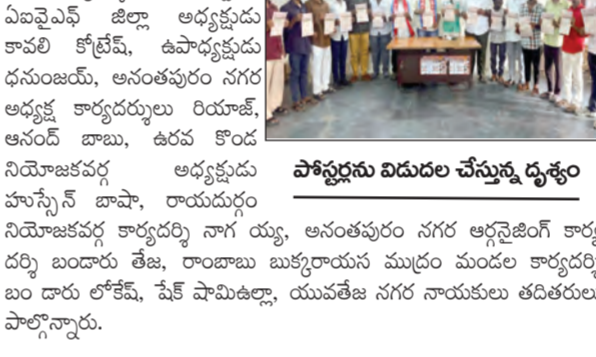 ఏఐవైఎఫ్ జిల్లా అధ్యక్షుడు
కావలి కోట్రేష్, ఉపాధ్యక్షుడు
ధనుంజయ్, అనంతపురం నగర
అధ్యక్ష కార్యదర్శులు రియాజ్,
ఆనంద్ బాబు, ఉరవ కొండ
నియోజకవర్గ అధ్యక్షుడు
హుస్సేన్ బాషా, రాయదుర్గం
పోస్టర్లను విడుదల చేస్తున్న దృశ్యం
నియోజకవర్గ కార్యదర్శి నాగ య్య, అనంతపురం నగర ఆర్గనైజింగ్ కార్య
దర్శి బండారు తేజ, రాంబాబు బుక్కరాయస ముద్రం మండల కార్యదర్శి
బం డారు లోకేష్, షేక్ షామిఉల్లా, యువతేజ నగర నాయకులు తదితరులు
పాల్గొన్నారు.